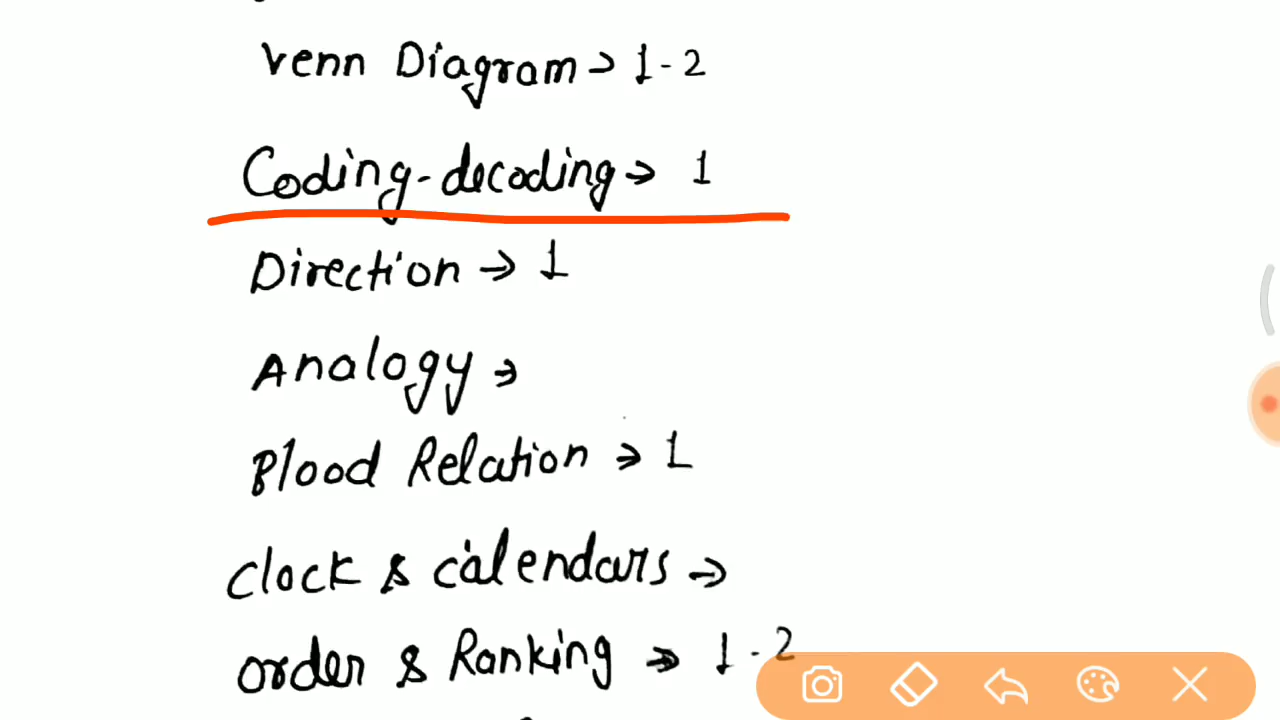 Venn Diagram → 1-2
Coding-decoding → 1
Direction → 1
Analogy →
Blood Relation → 1
Clock & Calendars →
order & Ranking → 1-2